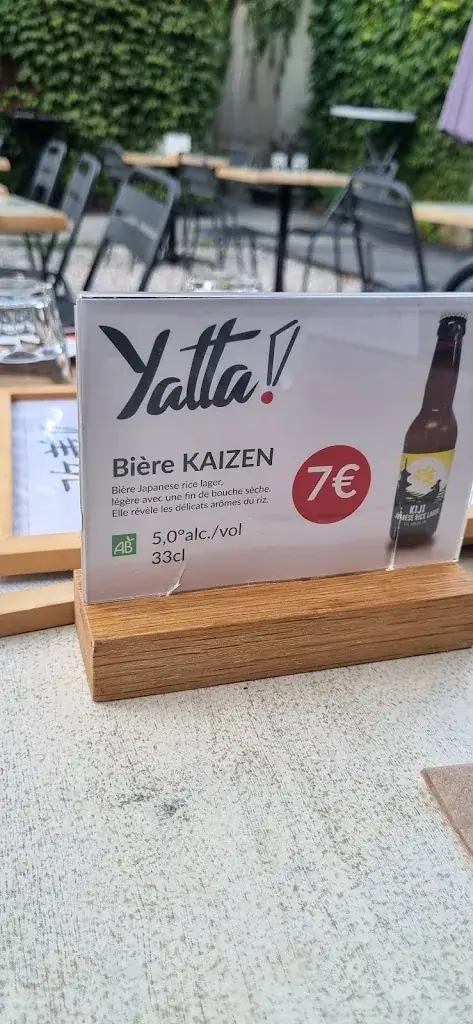 Yatta!
Bière KAIZEN
Bière Japanese rice lager,
légère avec une fin de bouche sèche.
Elle révèle les délicats arômes du riz.
7€
AB
5,0°alc./vol
33cl
KIJI
JAPANESE RICE LAGER